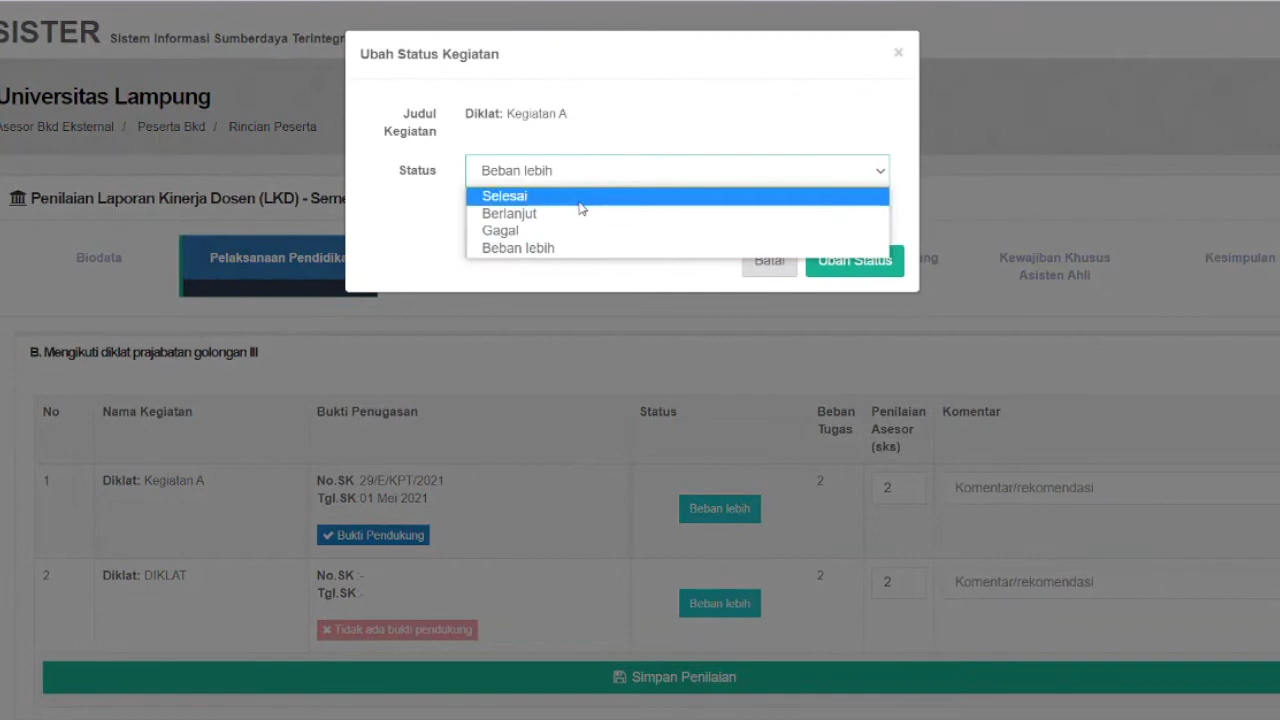 SISTER Sistem Informasi Sumberdaya Terintegr
Universitas Lampung
Asesor Bkd Eksternal / Peserta Bkd / Rincian Peserta
Ubah Status Kegiatan ×
Judul Kegiatan
Diklat: Kegiatan A
Status
Beban lebih
Selesai
Berlanjut
Gagal
Beban lebih
Batal
Ubah Status
Penilaian Laporan Kinerja Dosen (LKD) - Seme
Biodata
Pelaksanaan Pendidika
ng
Kewajiban Khusus
Asisten Ahli
Kesimpulan
B. Mengikuti diklat prajabatan golongan III
No
Nama Kegiatan
Bukti Penugasan
Status
Beban
Tugas
Penilaian
Asesor
(sks)
Komentar
1
Diklat: Kegiatan A
No.SK :29/E/KPT/2021
Tgl.SK:01 Mei 2021
Bukti Pendukung
Beban lebih
2
2
Komentar/rekomendasi
2
Diklat: DIKLAT
No.SK :-
Tgl.SK:-
Tidak ada bukti pendukung
Beban lebih
2
2
Komentar/rekomendasi
Simpan Penilaian